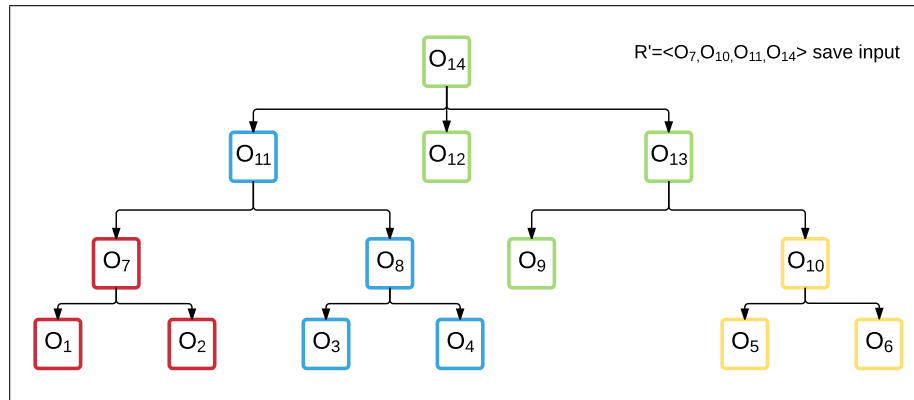 R'=<O7,O10,O11,O14> save input
O14
O11
O12
O13
O7
O8
O9
O10
O1
O2
O3
O4
O5
O6